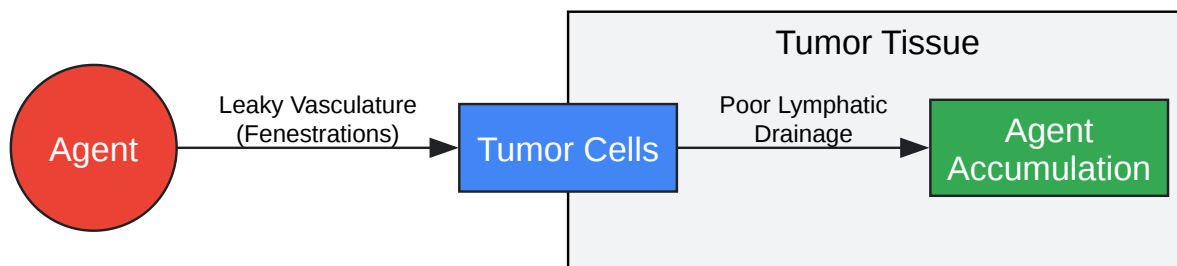 Tumor Tissue
Agent
Leaky Vasculature
(Fenestrations)
Tumor Cells
Poor Lymphatic
Drainage
Agent
Accumulation